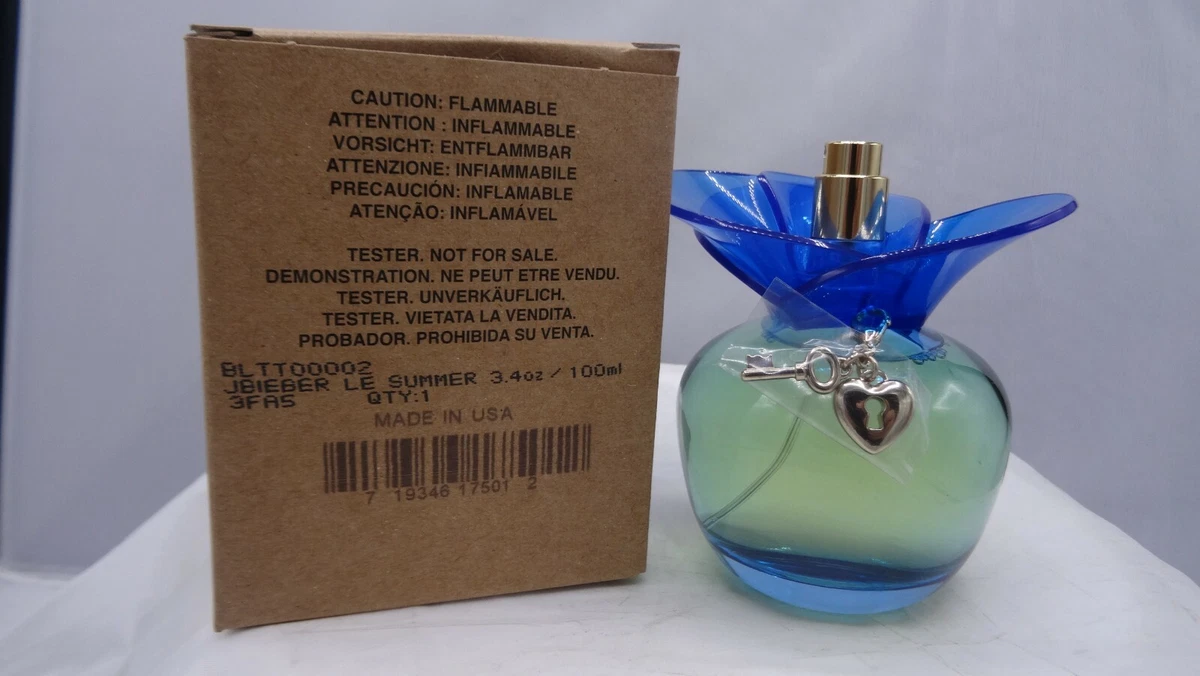 CAUTION: FLAMMABLE
ATTENTION : INFLAMMABLE
VORSICHT: ENTFLAMMBAR
ATTENZIONE: INFIAMMABILE
PRECAUCIÓN: INFLAMABLE
ATENÇÃO: INFLAMÁVEL
TESTER. NOT FOR SALE.
DEMONSTRATION. NE PEUT ETRE VENDU.
TESTER. UNVERKÄUFLICH.
TESTER. VIETATA LA VENDITA.
PROBADOR. PROHIBIDA SU VENTA.
BLTT00002
JBIEBER LE SUMMER 3.4oz / 100ml
3FA5 QTY:1
MADE IN USA
7 19346 17501 2